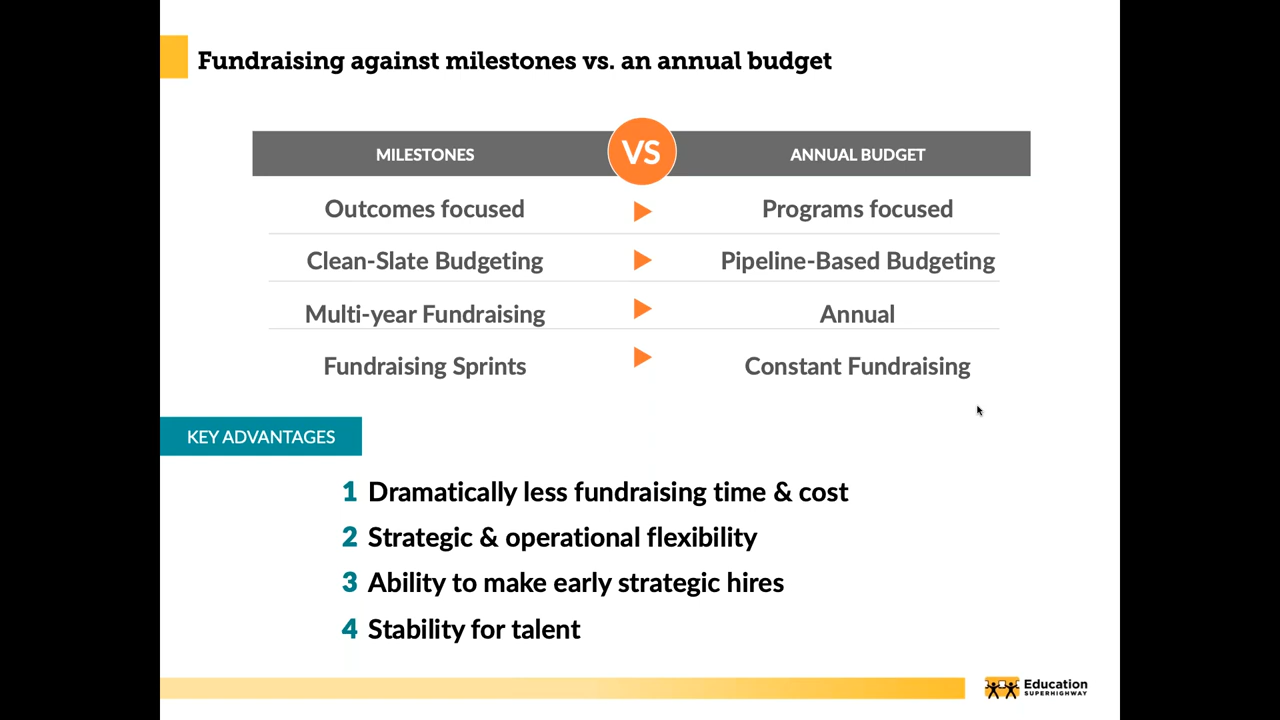 Fundraising against milestones vs. an annual budget
MILESTONES VS ANNUAL BUDGET
Outcomes focused Programs focused
Clean-Slate Budgeting Pipeline-Based Budgeting
Multi-year Fundraising Annual
Fundraising Sprints Constant Fundraising
KEY ADVANTAGES
1 Dramatically less fundraising time & cost
2 Strategic & operational flexibility
3 Ability to make early strategic hires
4 Stability for talent
Education
SUPERHIGHWAY